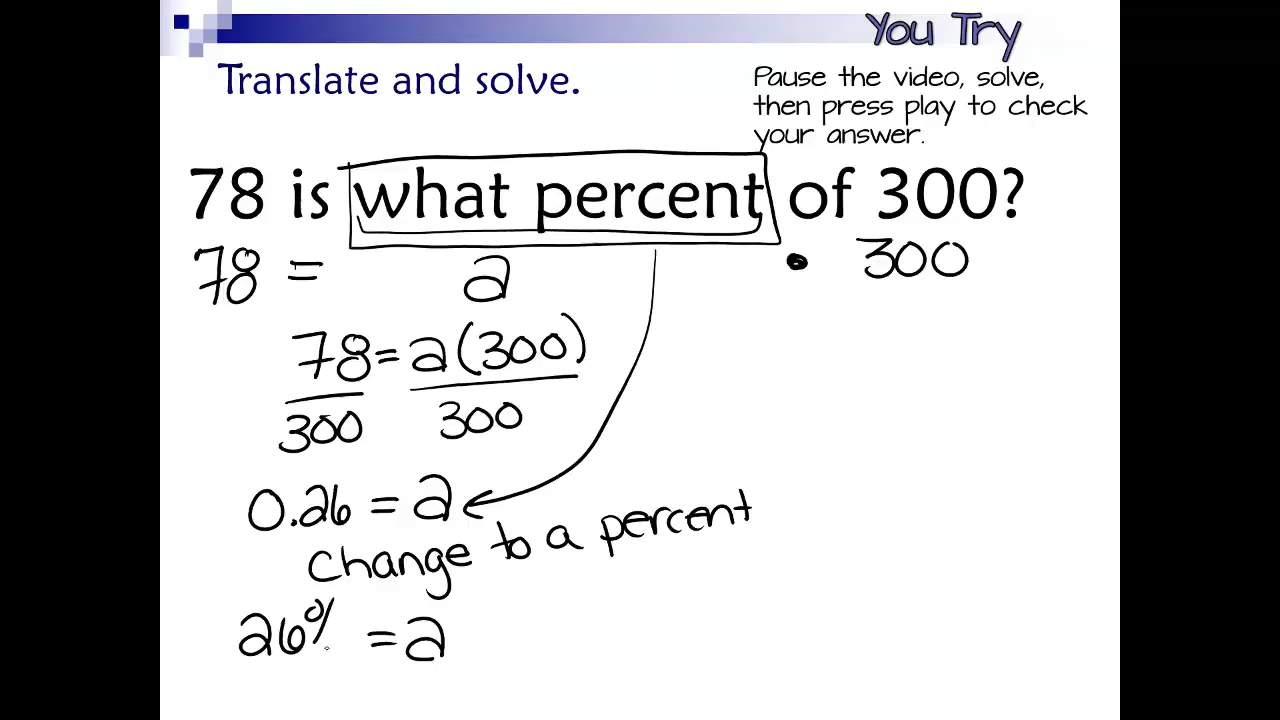 You Try
Translate and solve.
Pause the video, solve,
then press play to check
your answer.
78 is what percent of 300?
78 = a • 300
78 = a (300)
300 300
0.26 = a
Change to a percent
26% = a